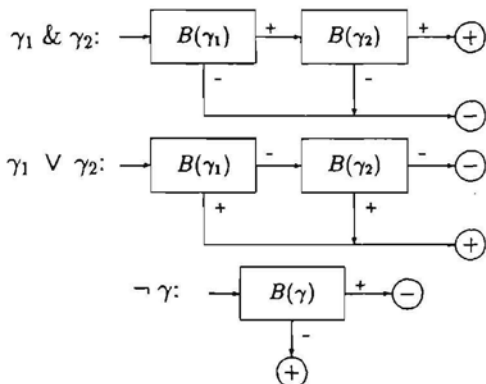 γ₁ & γ₂: B(γ₁) + B(γ₂) + +
- - −
γ₁ ∨ γ₂: B(γ₁) - B(γ₂) - −
+ + +
¬ γ: B(γ) + −
-
+